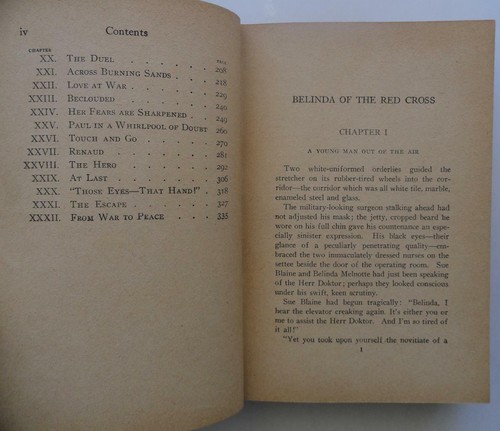 iv Contents
CHAPTER PAGE
XX. The Duel . . . . . . 208
XXI. Across Burning Sands . . . . 218
XXII. Love at War . . . . . 229
XXIII. Beclouded . . . . . 240
XXIV. Her Fears are Sharpened . . . 249
XXV. Paul in a Whirlpool of Doubt 260
XXVI. Touch and Go . . . . . 270
XXVII. Renaud . . . . . . 281
XXVIII. The Hero . . . . . . 292
XXIX. At Last . . . . . . 306
XXX. "Those Eyes—That Hand!" . . . 318
XXXI. The Escape . . . . . 327
XXXII. From War to Peace . . . 335
BELINDA OF THE RED CROSS
CHAPTER I
A YOUNG MAN OUT OF THE AIR
Two white-uniformed orderlies guided the
stretcher on its rubber-tired wheels into the cor-
ridor—the corridor which was all white tile, marble,
enameled steel and glass.
The military-looking surgeon stalking ahead had
not adjusted his mask; the jetty, cropped beard he
wore on his full chin gave his countenance an espe-
cially sinister expression. His black eyes—their
glance of a peculiarly penetrating quality—em-
braced the two immaculately dressed nurses on the
settee beside the door of the operating room. Sue
Blaine and Belinda Melnotte had just been speaking
of the Herr Doktor; perhaps they looked conscious
under his swift, keen scrutiny.
Sue Blaine had begun tragically: "Belinda, I
hear the elevator creaking again. It's either you or
me to assist the Herr Doktor. And I'm so tired of
it all!"
"Yet you took upon yourself the novitiate of a
1